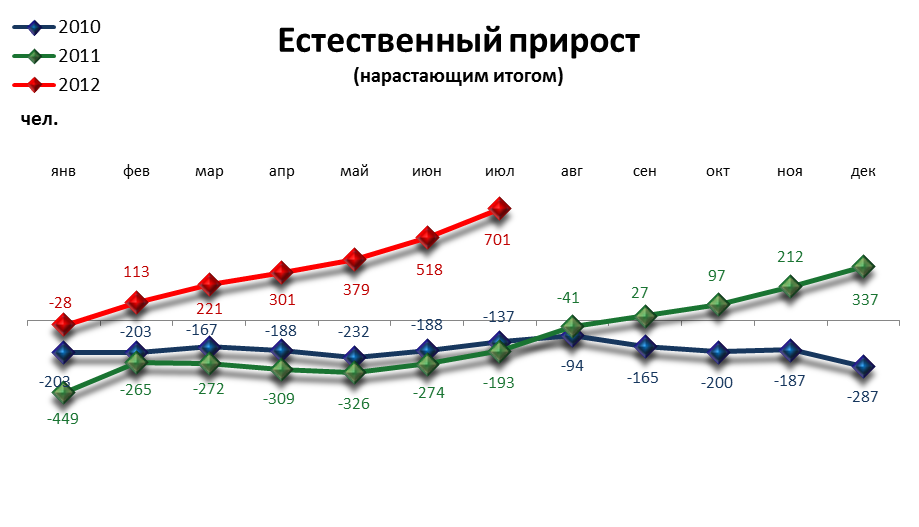 2010
2011
2012
Естественный прирост
(нарастающим итогом)
чел.
янв фев мар апр май июн июл авг сен окт ноя дек
-28 113 221 301 379 518 701
-203 -203 -167 -188 -232 -188 -137 -94 -165 -200 -187 -287
-449 -265 -272 -309 -326 -274 -193 -41 27 97 212 337